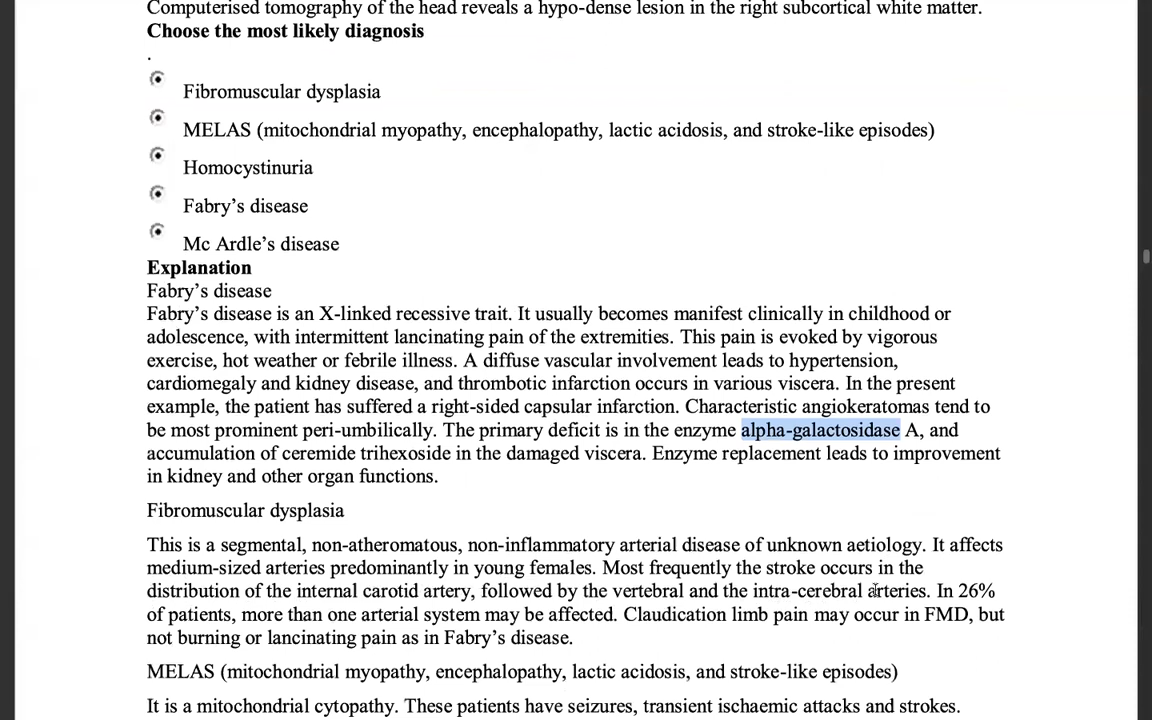 Computerised tomography of the head reveals a hypo-dense lesion in the right subcortical white matter.
Choose the most likely diagnosis
.
Fibromuscular dysplasia
MELAS (mitochondrial myopathy, encephalopathy, lactic acidosis, and stroke-like episodes)
Homocystinuria
Fabry’s disease
Mc Ardle’s disease
Explanation
Fabry’s disease
Fabry’s disease is an X-linked recessive trait. It usually becomes manifest clinically in childhood or
adolescence, with intermittent lancinating pain of the extremities. This pain is evoked by vigorous
exercise, hot weather or febrile illness. A diffuse vascular involvement leads to hypertension,
cardiomegaly and kidney disease, and thrombotic infarction occurs in various viscera. In the present
example, the patient has suffered a right-sided capsular infarction. Characteristic angiokeratomas tend to
be most prominent peri-umbilically. The primary deficit is in the enzyme alpha-galactosidase A, and
accumulation of ceremide trihexoside in the damaged viscera. Enzyme replacement leads to improvement
in kidney and other organ functions.
Fibromuscular dysplasia
This is a segmental, non-atheromatous, non-inflammatory arterial disease of unknown aetiology. It affects
medium-sized arteries predominantly in young females. Most frequently the stroke occurs in the
distribution of the internal carotid artery, followed by the vertebral and the intra-cerebral arteries. In 26%
of patients, more than one arterial system may be affected. Claudication limb pain may occur in FMD, but
not burning or lancinating pain as in Fabry’s disease.
MELAS (mitochondrial myopathy, encephalopathy, lactic acidosis, and stroke-like episodes)
It is a mitochondrial cytopathy. These patients have seizures, transient ischaemic attacks and strokes.